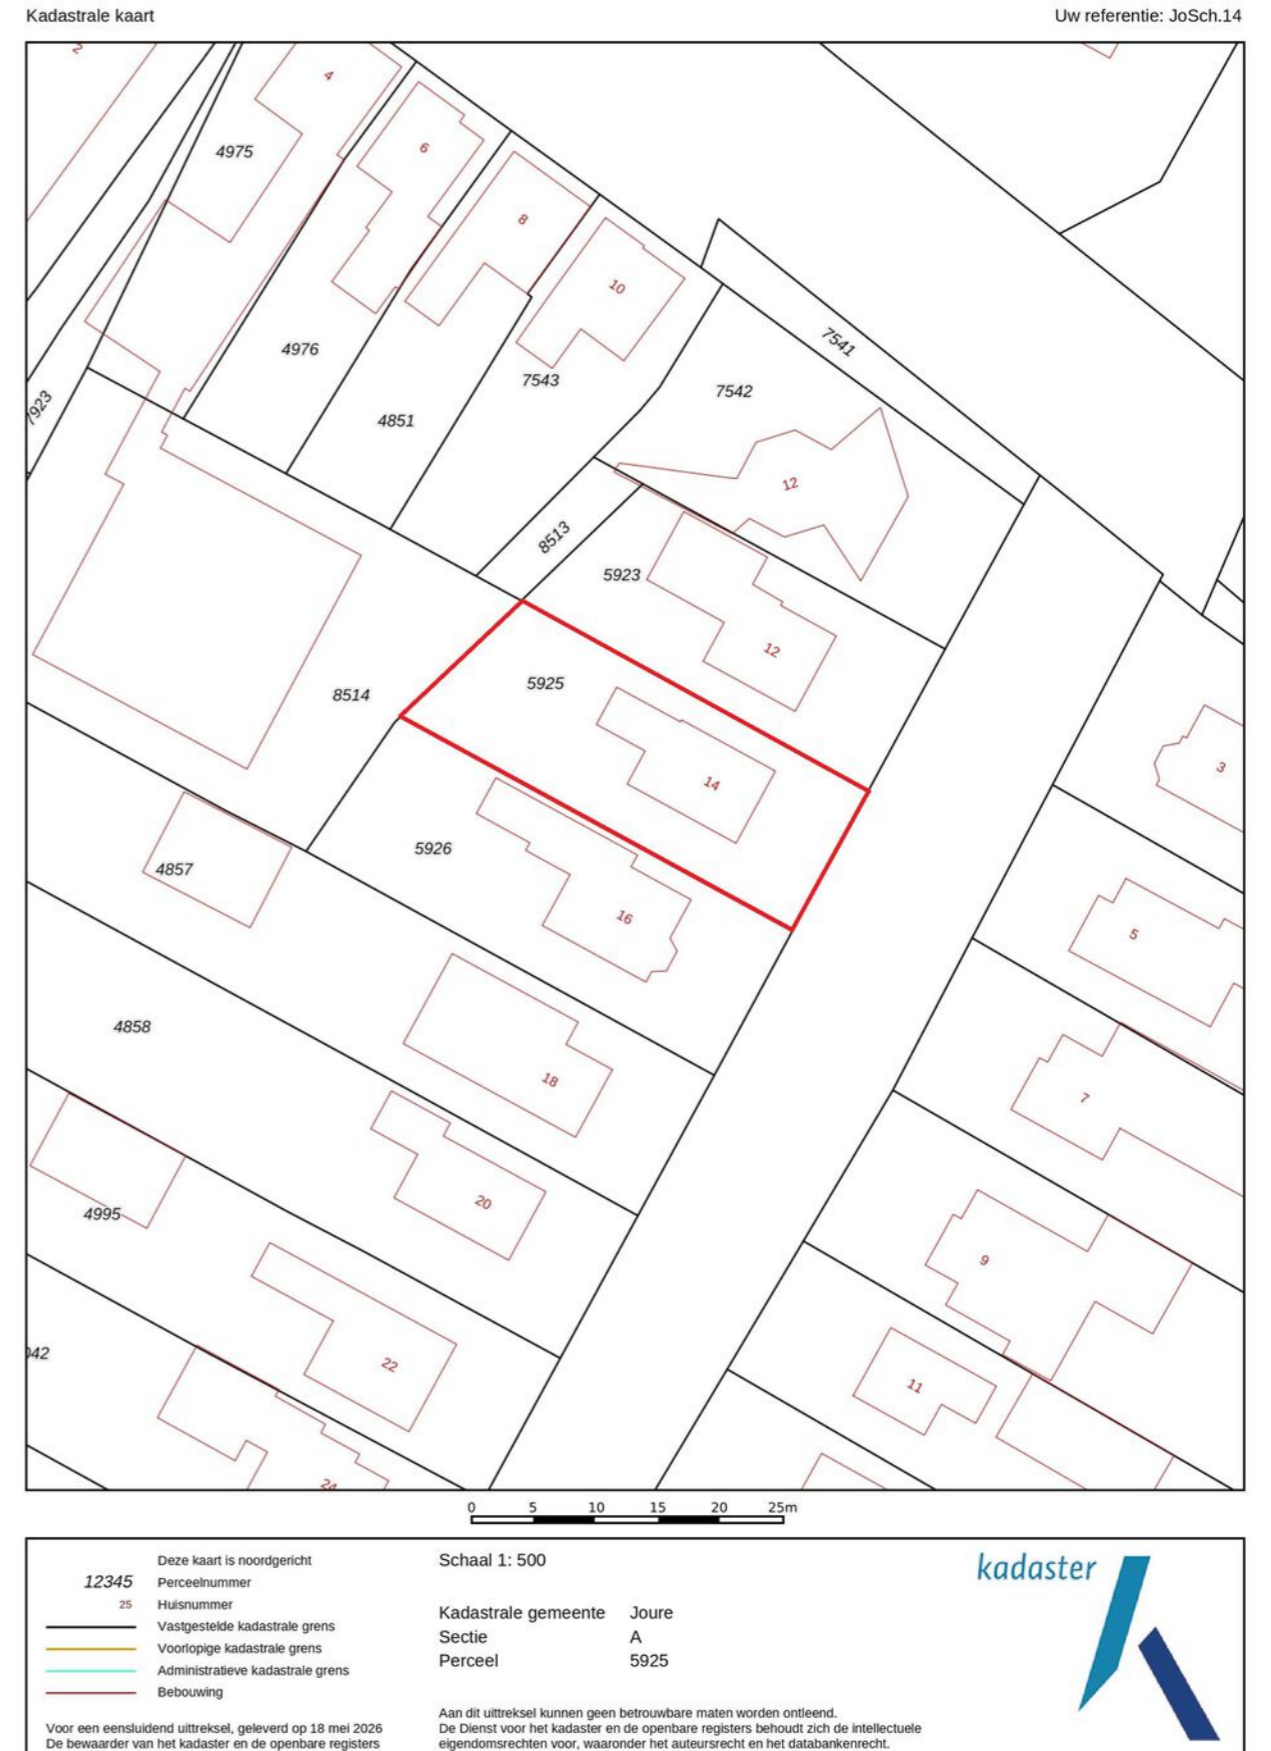 Kadastrale kaart
Uw referentie: JoSch.14
2
4
4975
6
8
10
4976
7541
7543
7542
7923
4851
12
8513
5923
12
5925
8514
14
3
5926
4857
16
5
4858
18
7
20
4995
9
22
11
24
0 5 10 15 20 25m
Deze kaart is noordgericht
12345 Perceelnummer
25 Huisnummer
Vastgestelde kadastrale grens
Voorlopige kadastrale grens
Administratieve kadastrale grens
Bebouwing
Voor een eensluidend uittreksel, geleverd op 18 mei 2026
De bewaarder van het kadaster en de openbare registers
Schaal 1: 500
Kadastrale gemeente Joure
Sectie A
Perceel 5925
Aan dit uittreksel kunnen geen betrouwbare maten worden ontleend.
De Dienst voor het kadaster en de openbare registers behoudt zich de intellectuele
eigendomsrechten voor, waaronder het auteursrecht en het databankenrecht.
kadaster